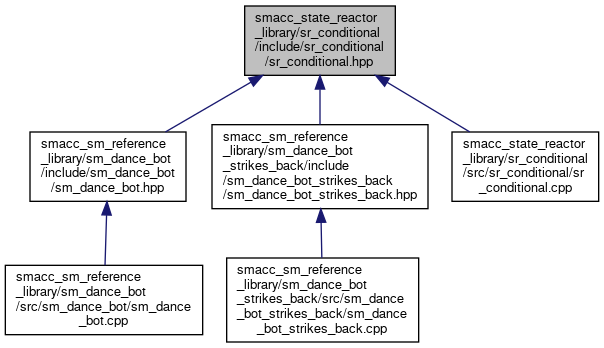 smacc_state_reactor
_library/sr_conditional
/include/sr_conditional
/sr_conditional.hpp
smacc_sm_reference
_library/sm_dance_bot
/include/sm_dance_bot
/sm_dance_bot.hpp
smacc_sm_reference
_library/sm_dance_bot
_strikes_back/include
/sm_dance_bot_strikes_back
/sm_dance_bot_strikes_back.hpp
smacc_state_reactor
_library/sr_conditional
/src/sr_conditional/sr
_conditional.cpp
smacc_sm_reference
_library/sm_dance_bot
/src/sm_dance_bot/sm_dance
_bot.cpp
smacc_sm_reference
_library/sm_dance_bot
_strikes_back/src/sm_dance
_bot_strikes_back/sm_dance
_bot_strikes_back.cpp